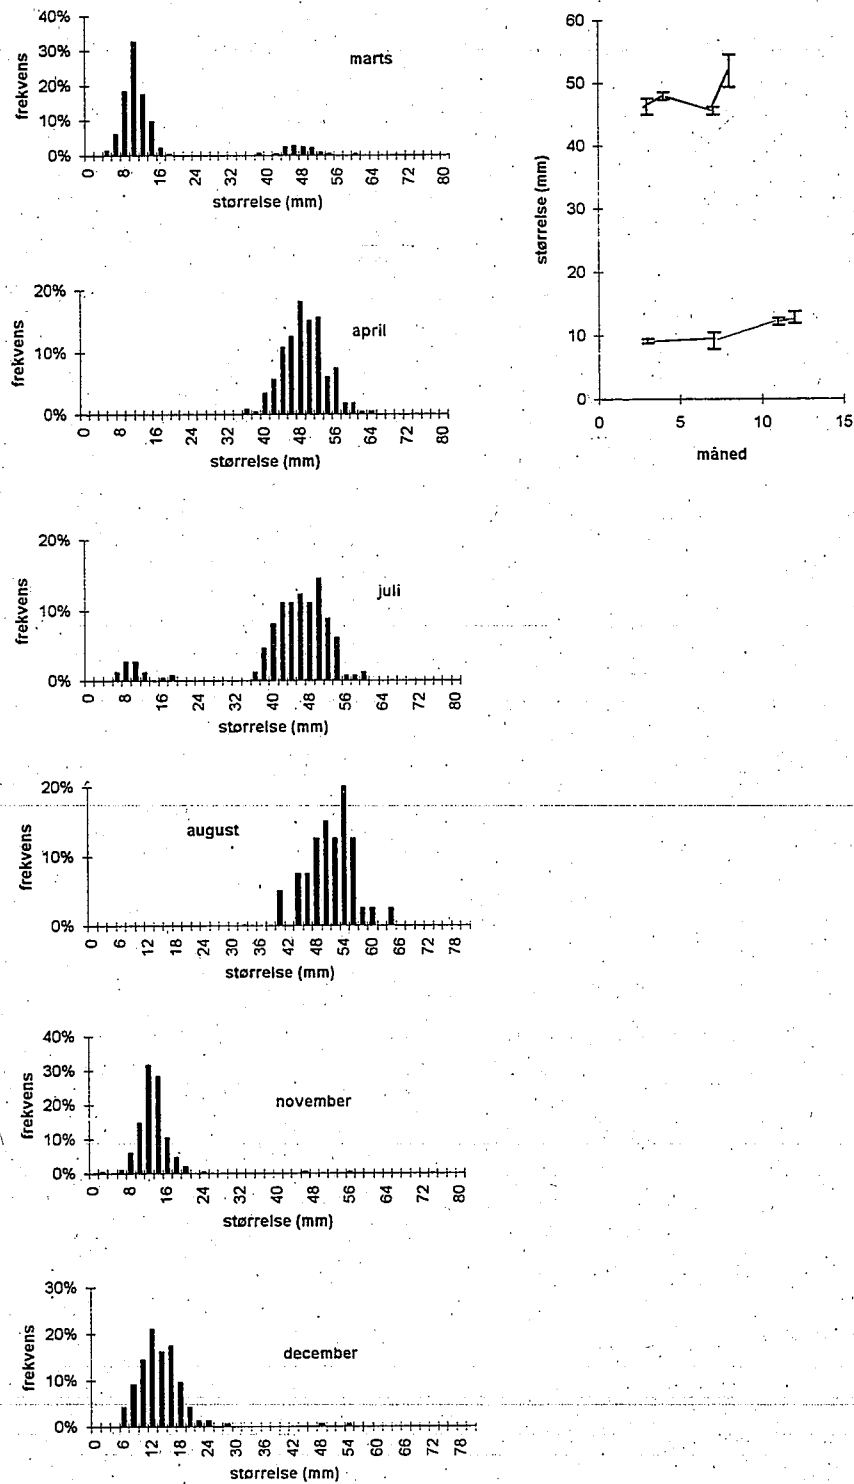 40%
30%
20%
10%
0%
frekvens
marts
0 8 16 24 32 40 48 56 64 72 80
størrelse (mm)
20%
10%
0%
frekvens
april
0 8 16 24 32 40 48 56 64 72 80
størrelse (mm)
20%
10%
0%
frekvens
juli
0 8 16 24 32 40 48 56 64 72 80
størrelse (mm)
20%
10%
0%
frekvens
august
0 6 12 18 24 30 36 42 48 54 60 66 72 78
størrelse (mm)
40%
30%
20%
10%
0%
frekvens
november
0 8 16 24 32 40 48 56 64 72 80
størrelse (mm)
30%
20%
10%
0%
frekvens
december
0 6 12 18 24 30 36 42 48 54 60 66 72 78
størrelse (mm)
60
50
40
30
20
10
0
størrelse (mm)
0 5 10 15
måned